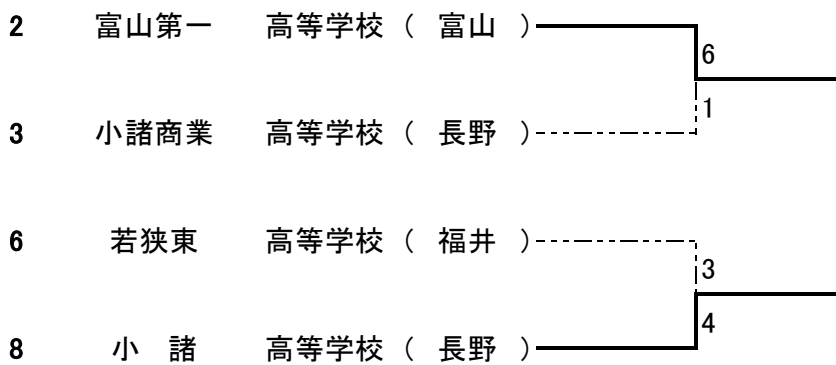 2 富山第一 高等学校 ( 富山 )
6
1
3 小諸商業 高等学校 ( 長野 )
6 若狭東 高等学校 ( 福井 )
3
4
8 小 諸 高等学校 ( 長野 )